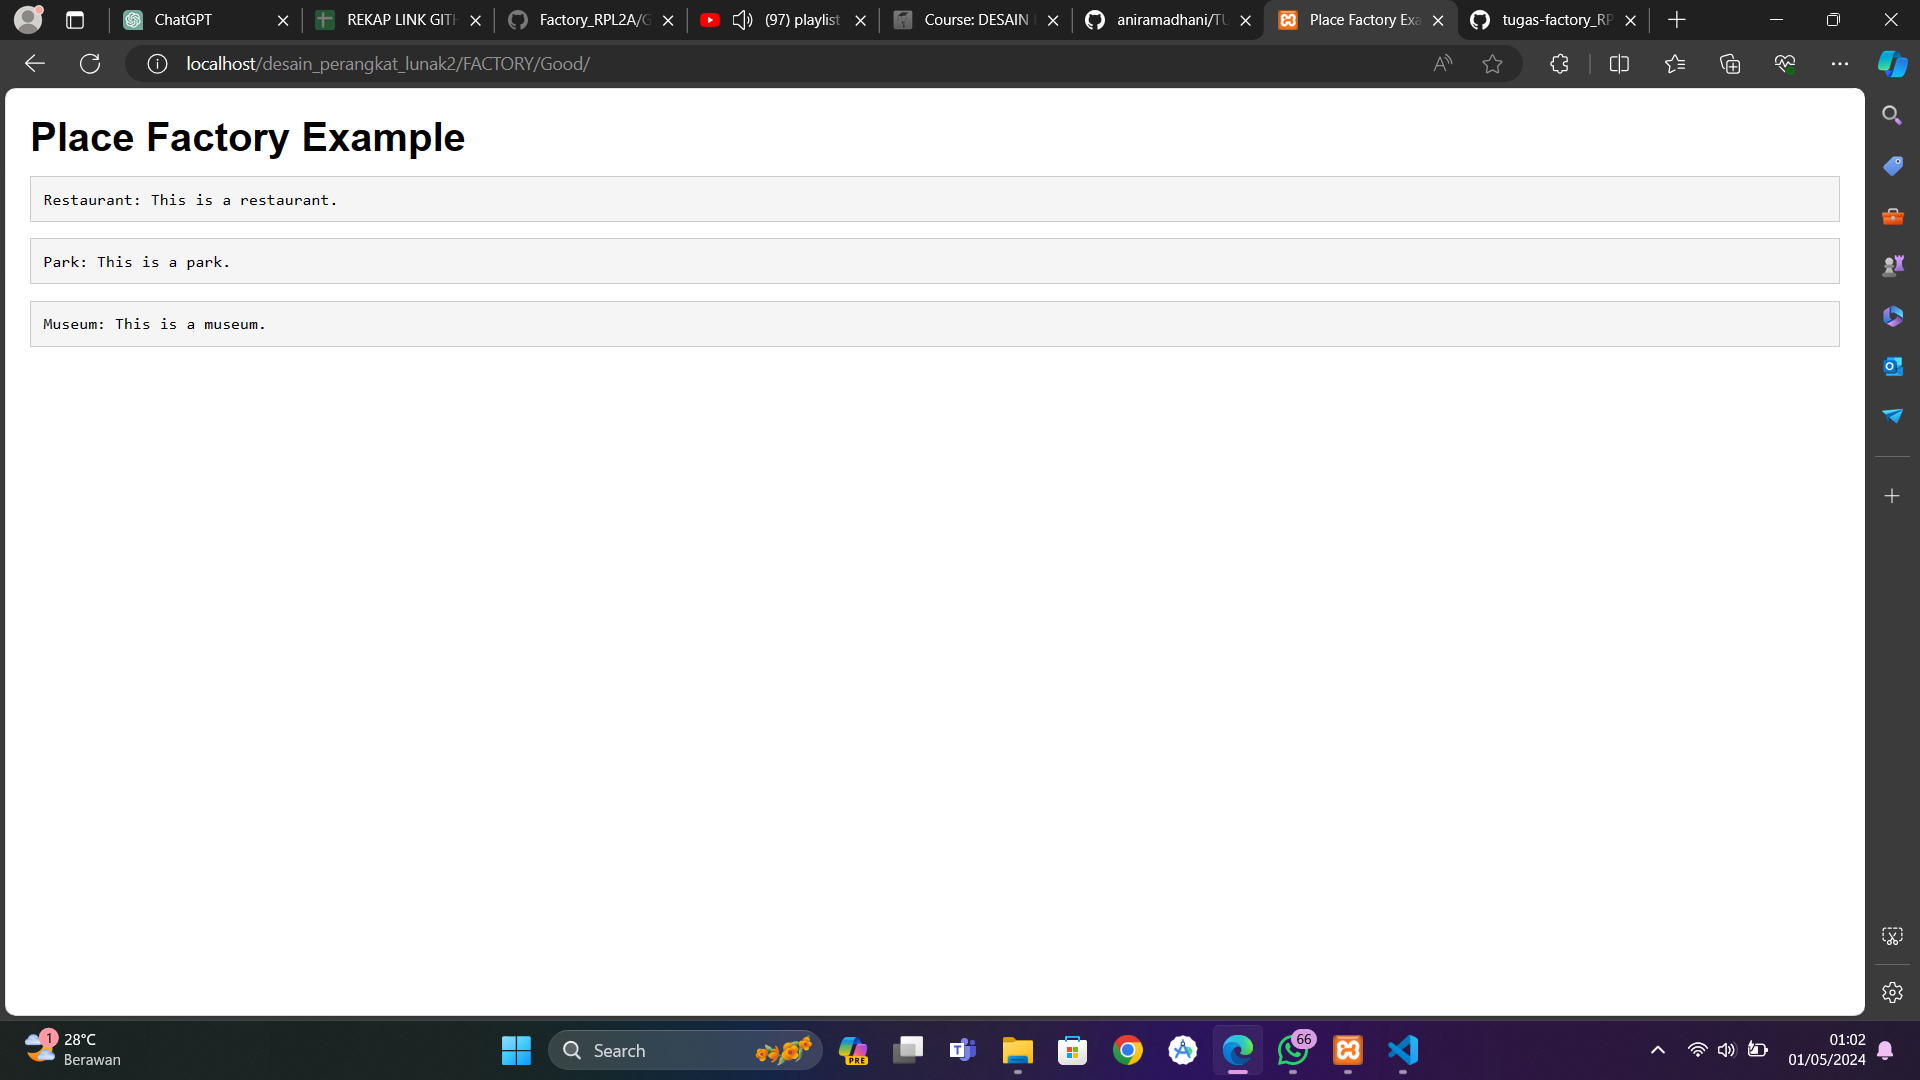 ChatGPT
REKAP LINK GITH
Factory_RPL2A/G
(97) playlist
Course: DESAIN
aniramadhani/TU
Place Factory Exa
tugas-factory_RP
localhost/desain_perangkat_lunak2/FACTORY/Good/
Place Factory Example
Restaurant: This is a restaurant.
Park: This is a park.
Museum: This is a museum.
1
28°C
Berawan
Search
PRE
66
01:02
01/05/2024